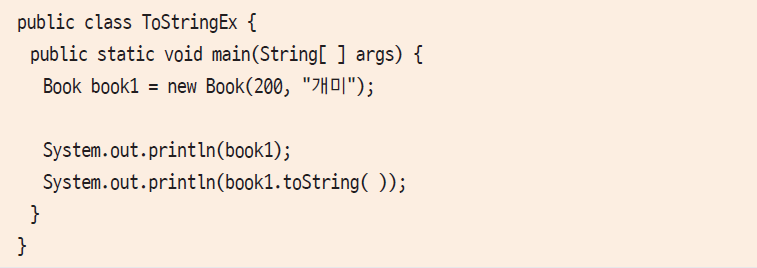 public class ToStringEx {
public static void main(String[ ] args) {
Book book1 = new Book(200, "개미");
System.out.println(book1);
System.out.println(book1.toString( ));
}
}